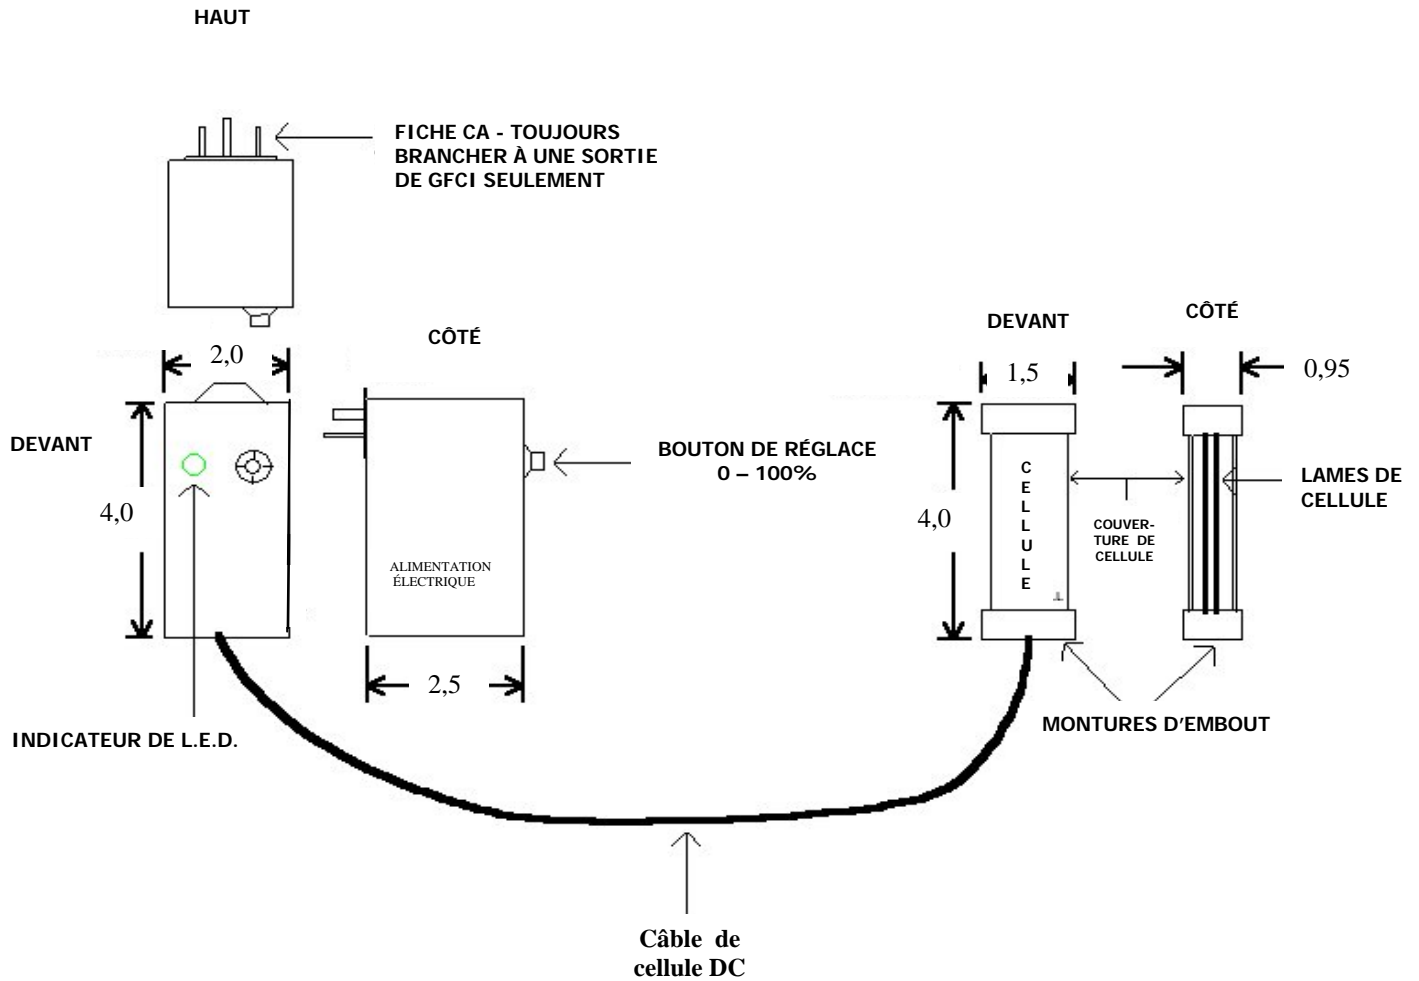 HAUT
FICHE CA - TOUJOURS
BRANCHER À UNE SORTIE
DE GFCI SEULEMENT
CÔTÉ
DEVANT
CÔTÉ
2,0
1,5
0,95
DEVANT
BOUTON DE RÉGLACE
0 – 100%
LAMES DE
CELLULE
4,0
4,0
CELLULE
COUVER-
TURE DE
CELLULE
ALIMENTATION
ÉLECTRIQUE
2,5
INDICATEUR DE L.E.D.
MONTURES D'EMBOUT
Câble de
cellule DC